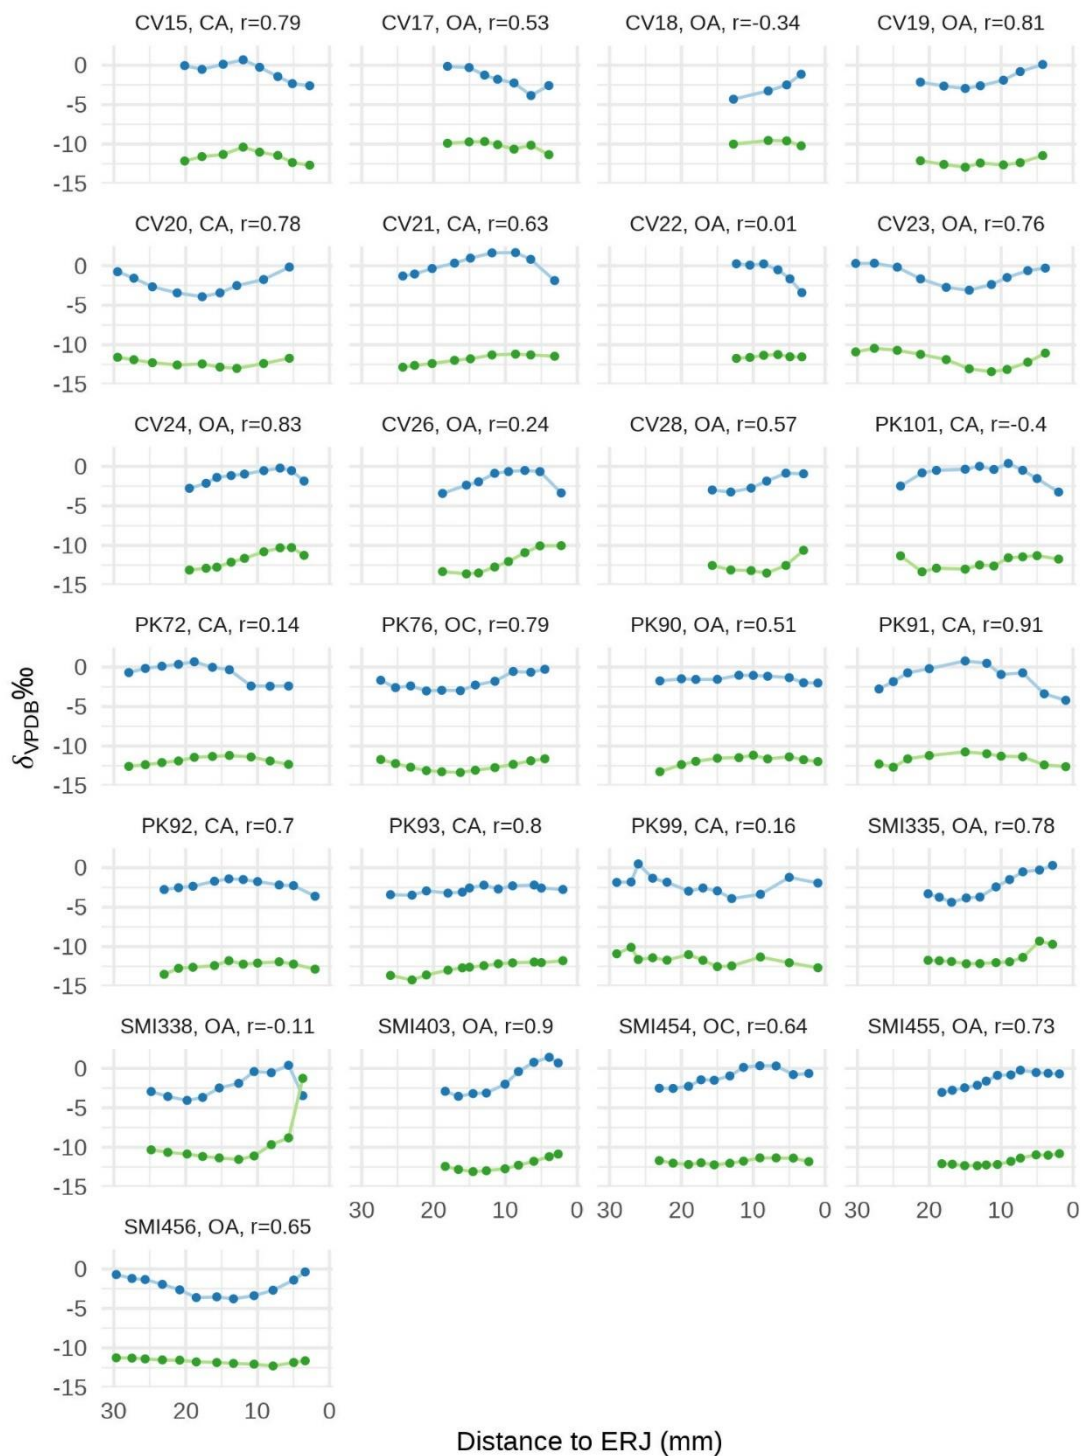 CV15, CA, r=0.79 CV17, OA, r=0.53 CV18, OA, r=-0.34 CV19, OA, r=0.81
0
-5
-10
-15
CV20, CA, r=0.78 CV21, CA, r=0.63 CV22, OA, r=0.01 CV23, OA, r=0.76
0
-5
-10
-15
CV24, OA, r=0.83 CV26, OA, r=0.24 CV28, OA, r=0.57 PK101, CA, r=-0.4
0
-5
-10
-15
PK72, CA, r=0.14 PK76, OC, r=0.79 PK90, OA, r=0.51 PK91, CA, r=0.91
0
-5
-10
-15
δVPDB‰
PK92, CA, r=0.7 PK93, CA, r=0.8 PK99, CA, r=0.16 SMI335, OA, r=0.78
0
-5
-10
-15
SMI338, OA, r=-0.11 SMI403, OA, r=0.9 SMI454, OC, r=0.64 SMI455, OA, r=0.73
0
-5
-10
-15
30 20 10 0 30 20 10 0 30 20 10 0
SMI456, OA, r=0.65
0
-5
-10
-15
30 20 10 0
Distance to ERJ (mm)